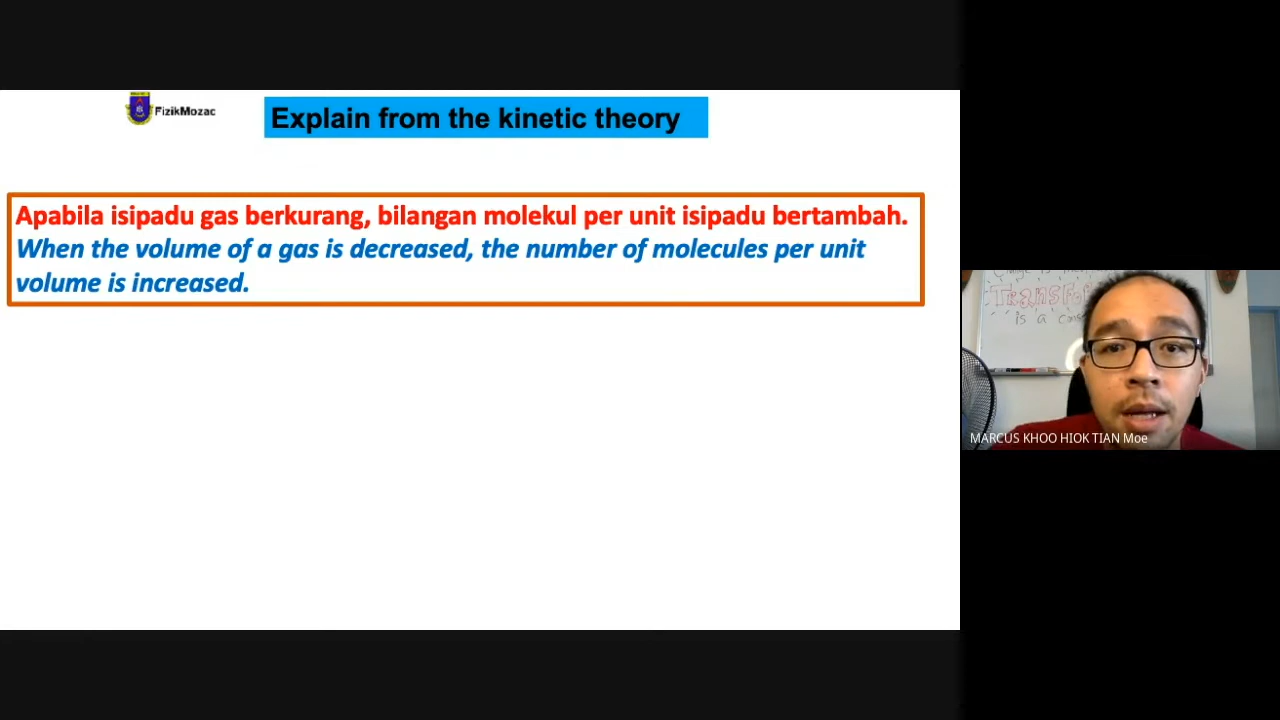 FizikMozac
Explain from the kinetic theory
Apabila isipadu gas berkurang, bilangan molekul per unit isipadu bertambah.
When the volume of a gas is decreased, the number of molecules per unit
volume is increased.
is a
MARCUS KHOO HIOK TIAN Moe